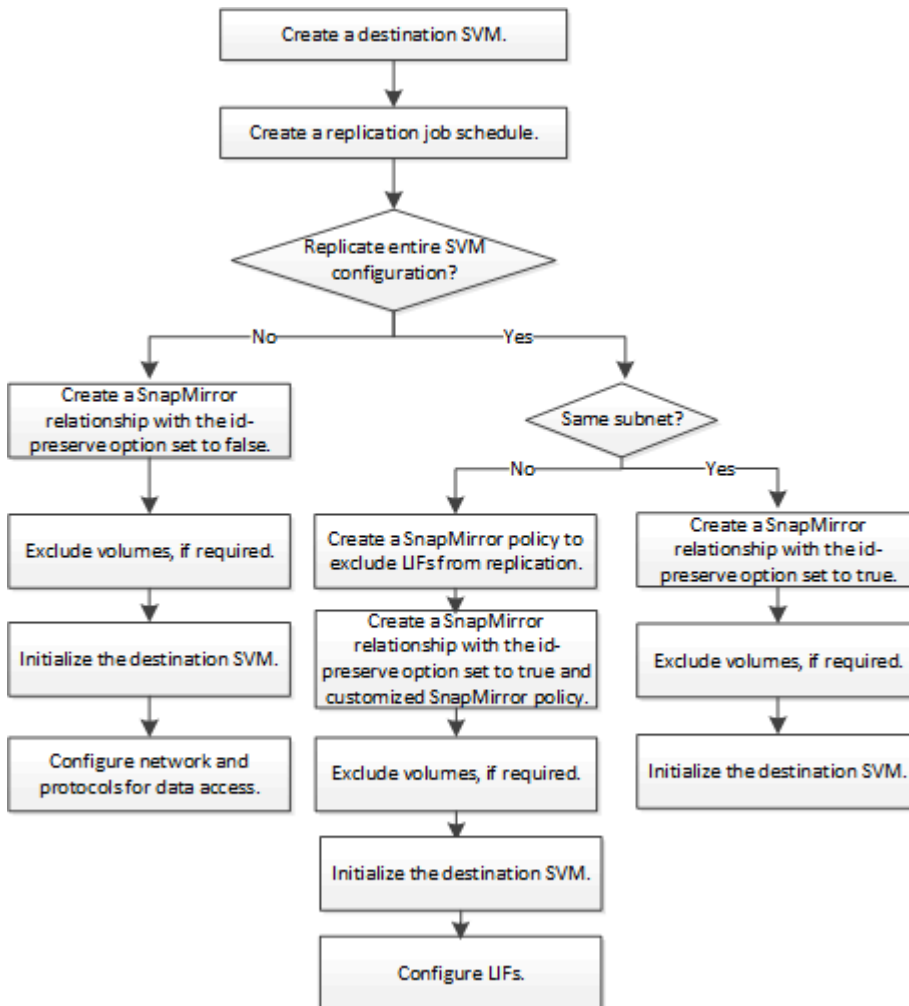 Create a destination SVM.
Create a replication job schedule.
Replicate entire SVM
configuration?
No
Yes
Create a SnapMirror
relationship with the id-
preserve option set to false.
Same subnet?
No
Yes
Exclude volumes, if required.
Create a SnapMirror policy to
exclude LIFs from replication.
Create a SnapMirror
relationship with the id-
preserve option set to true.
Initialize the destination SVM.
Create a SnapMirror
relationship with the id-
preserve option set to true and
customized SnapMirror policy.
Exclude volumes, if required.
Configure network and
protocols for data access.
Exclude volumes, if required.
Initialize the destination SVM.
Initialize the destination SVM.
Configure LIFs.